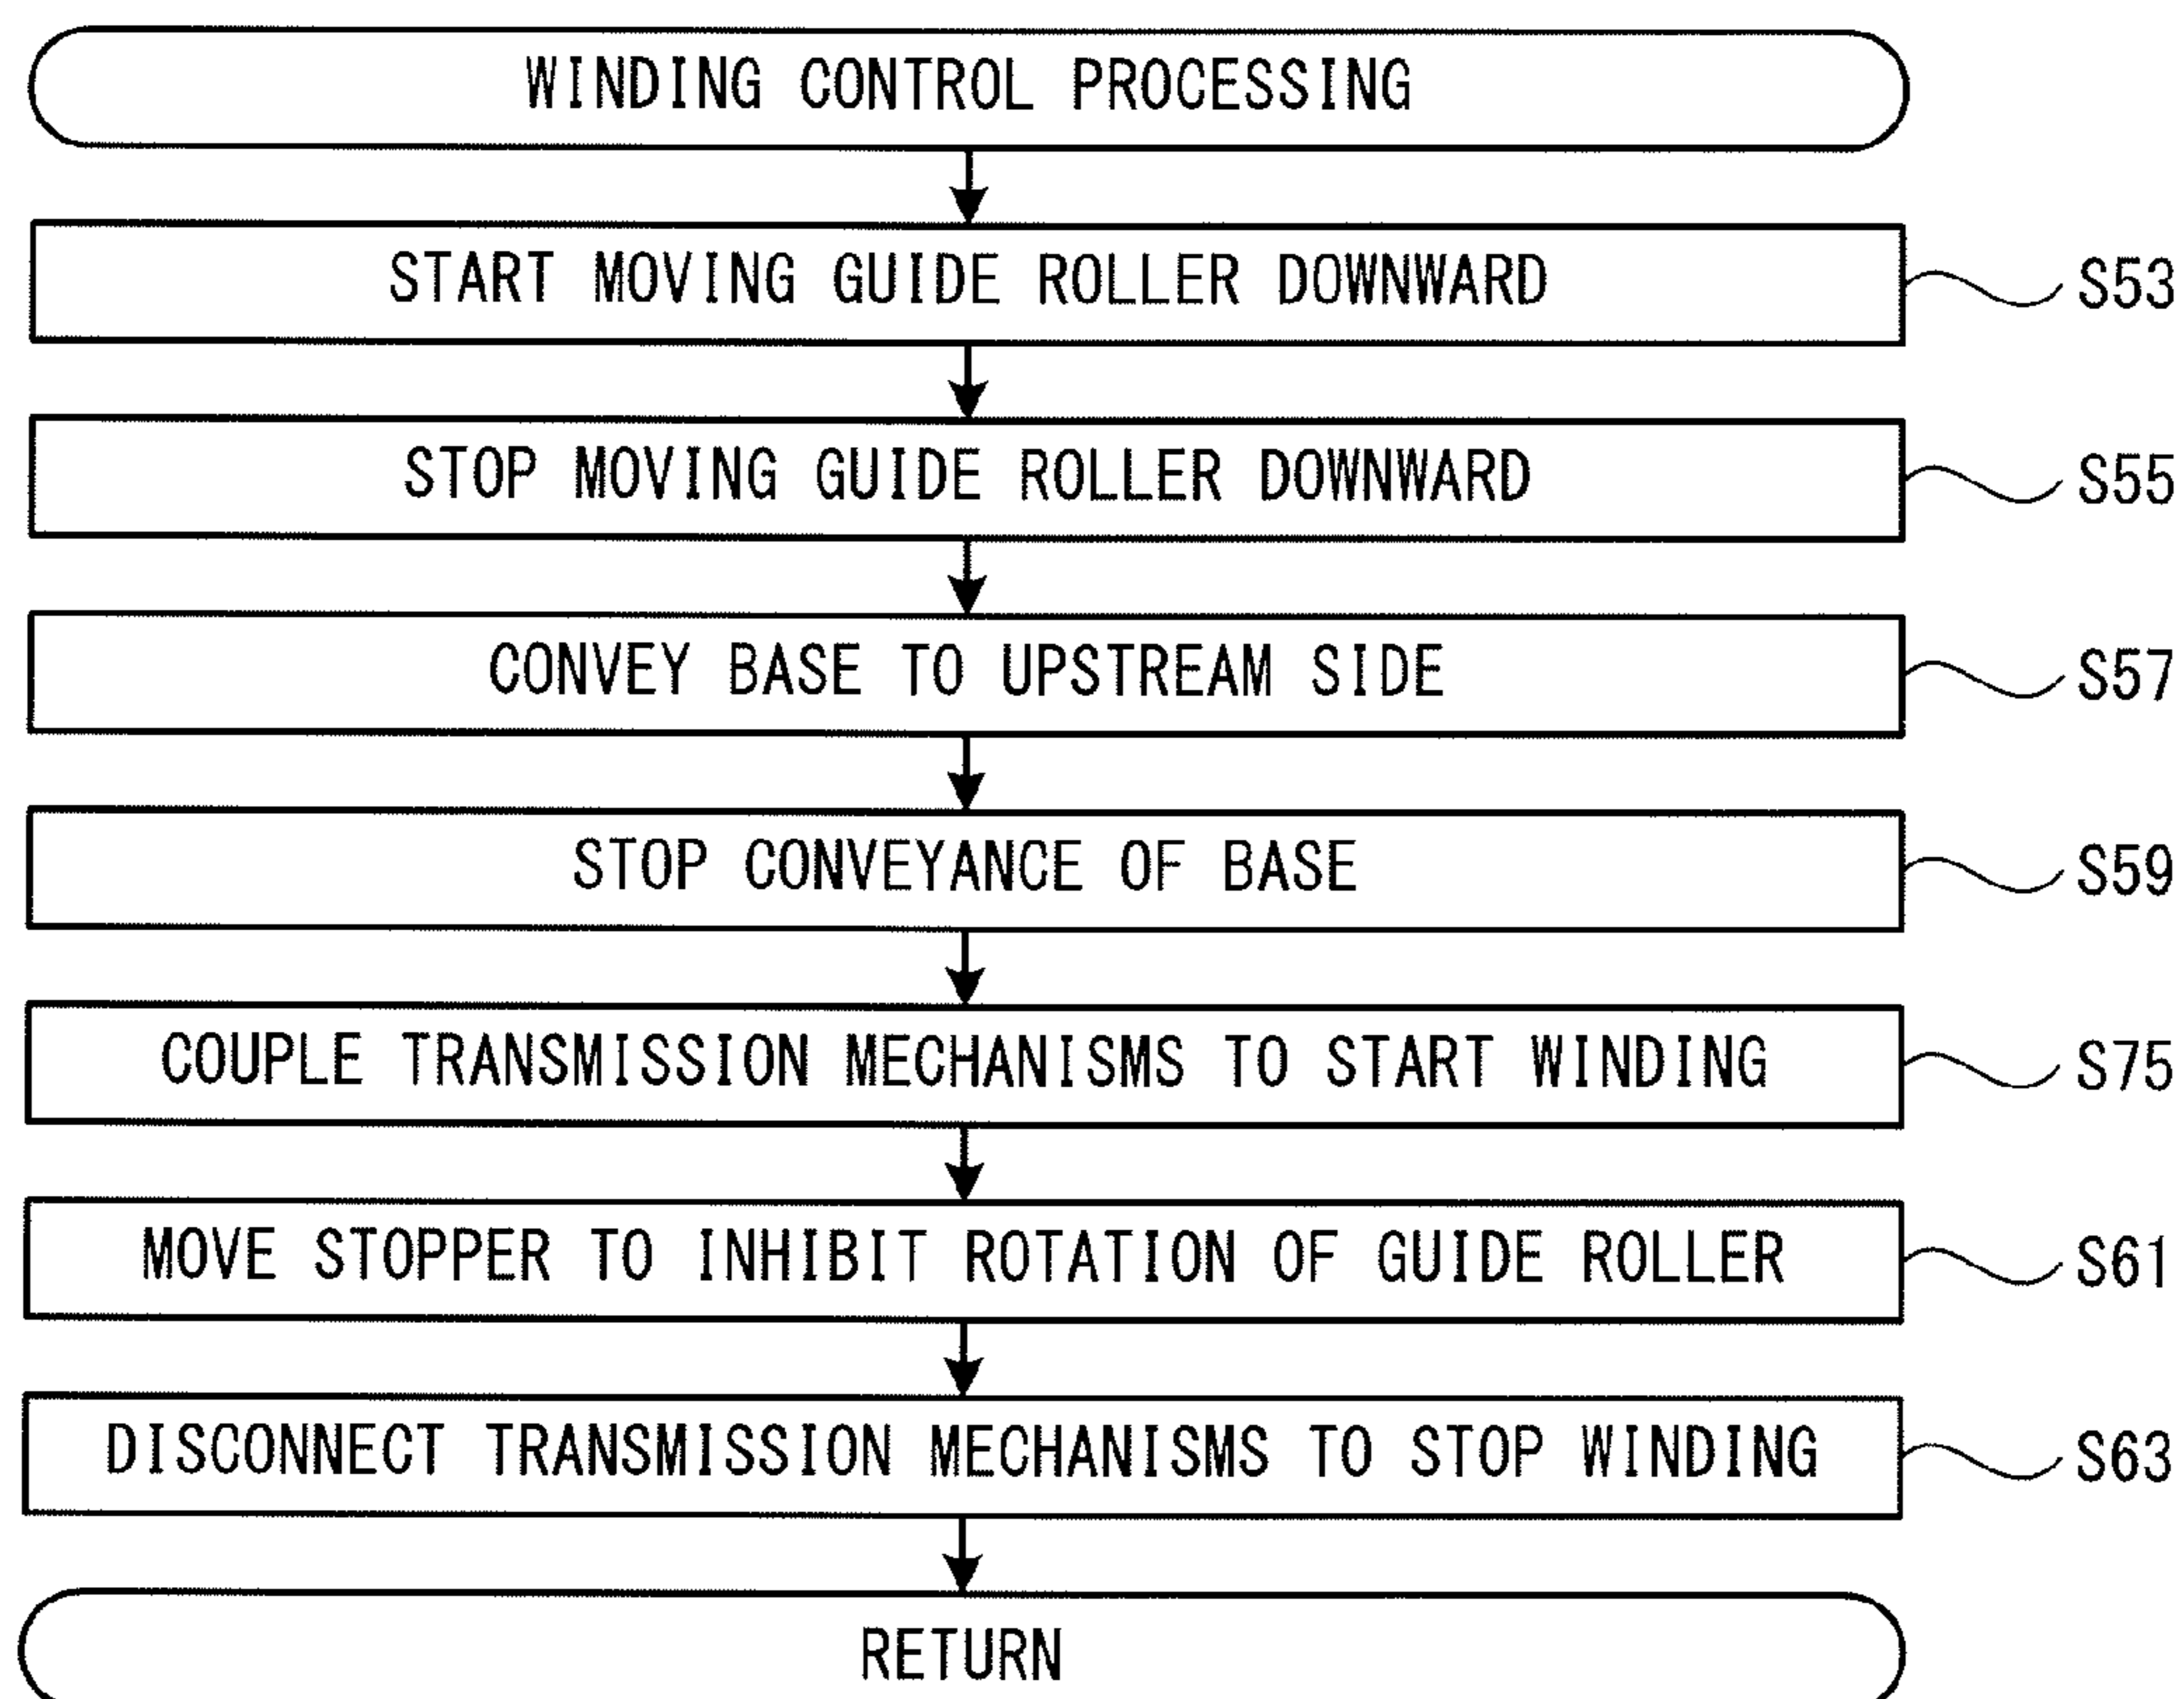 WINDING CONTROL PROCESSING
START MOVING GUIDE ROLLER DOWNWARD S53
STOP MOVING GUIDE ROLLER DOWNWARD S55
CONVEY BASE TO UPSTREAM SIDE S57
STOP CONVEYANCE OF BASE S59
COUPLE TRANSMISSION MECHANISMS TO START WINDING S75
MOVE STOPPER TO INHIBIT ROTATION OF GUIDE ROLLER S61
DISCONNECT TRANSMISSION MECHANISMS TO STOP WINDING S63
RETURN